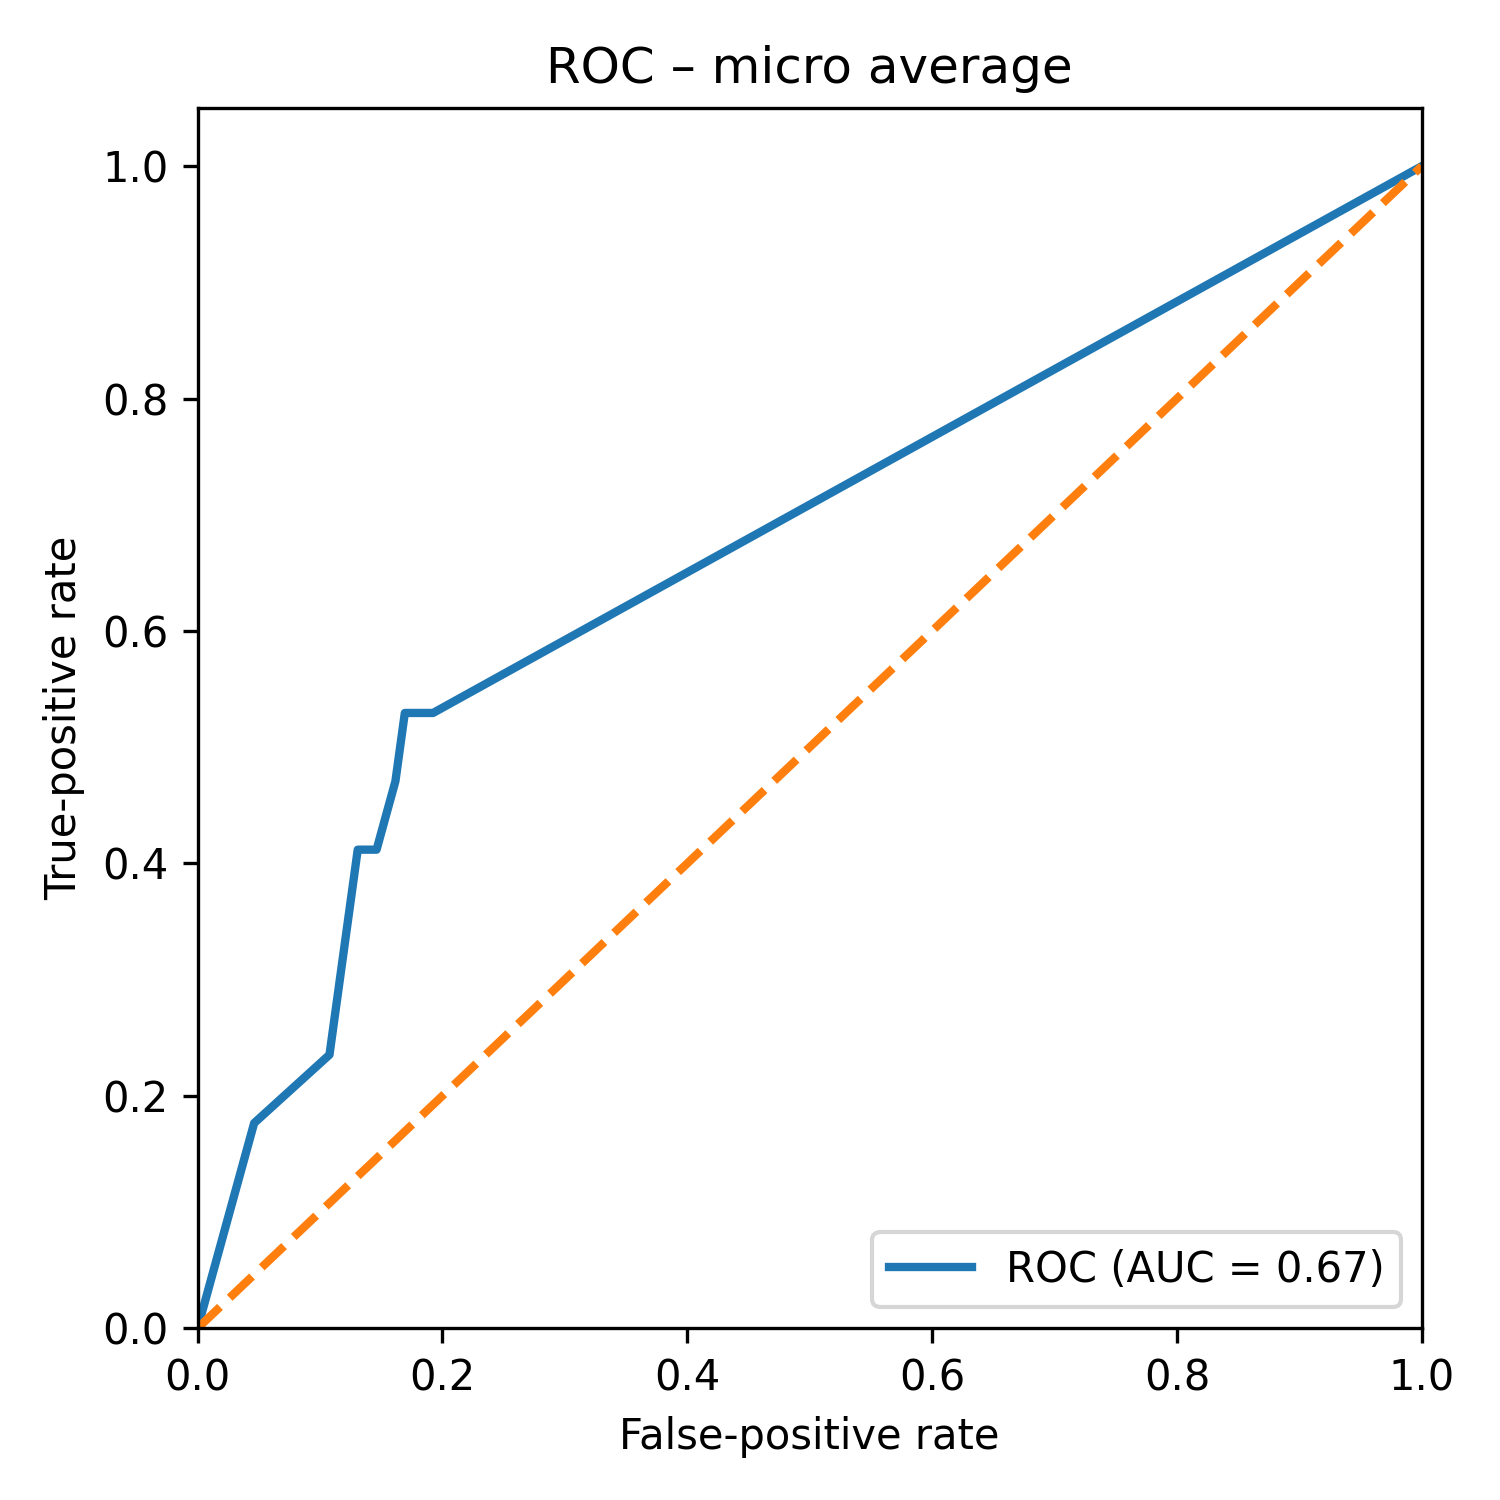 ROC – micro average
1.0
0.8
0.6
0.4
0.2
0.0
True-positive rate
0.0 0.2 0.4 0.6 0.8 1.0
False-positive rate
ROC (AUC = 0.67)